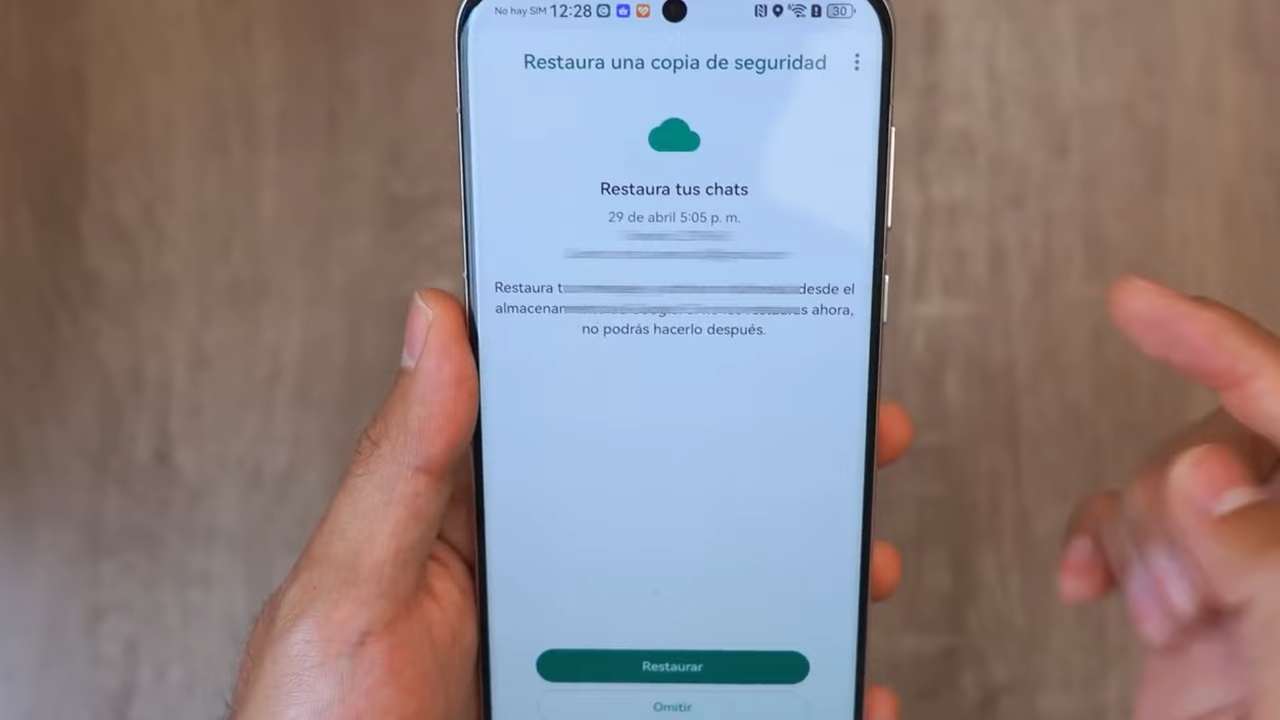 No hay SIM 12:28 30
Restaura una copia de seguridad
Restaura tus chats
29 de abril 5:05 p. m.
Restaura desde el
ahora,
no podrás hacerlo después.
Restaurar
Omitir